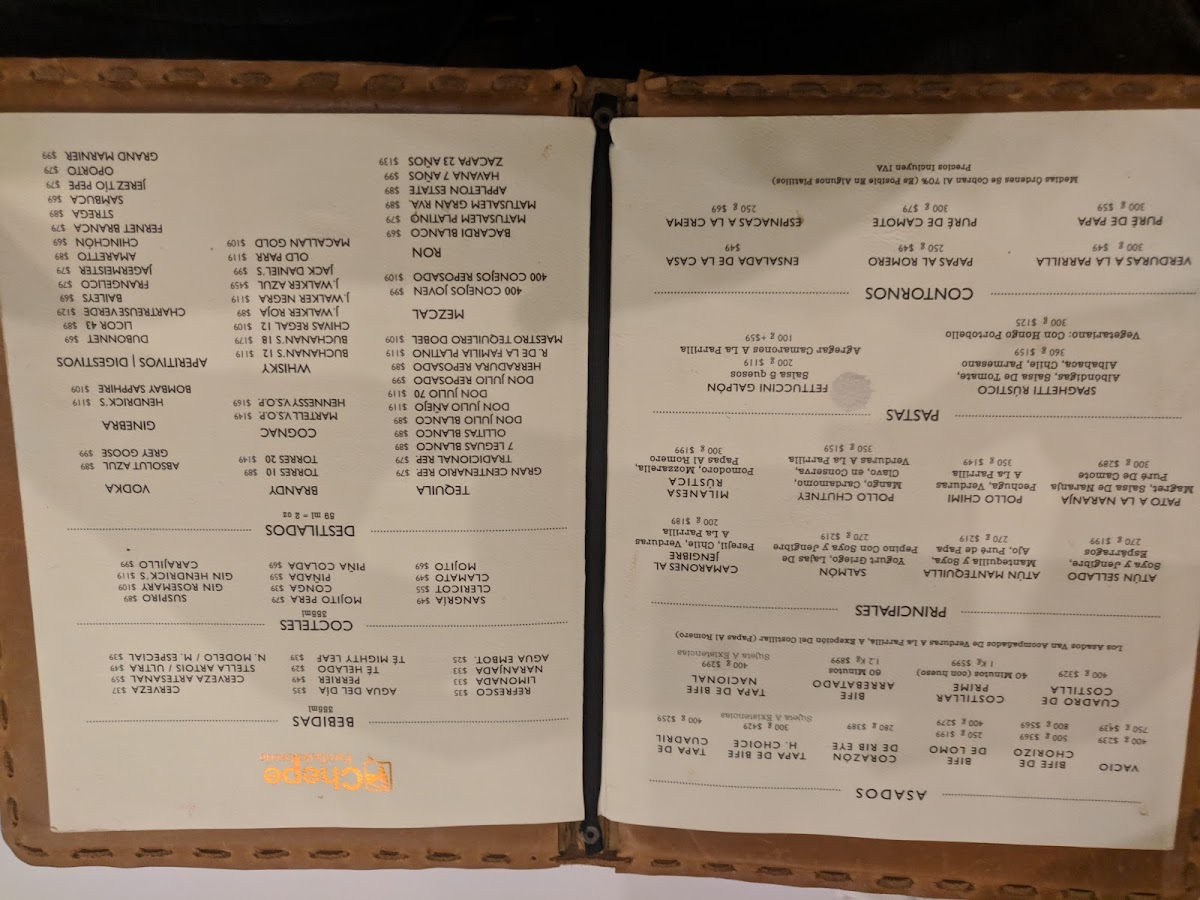 ASADOS
VACIO
400 g $239
750 g $439
BIFE DE
CHORIZO
500 g $369
800 g $569
BIFE
DE LOMO
250 g $199
400 g $279
CORAZÓN
DE RIB EYE
280 g $389
TAPA DE BIFE
H. CHOICE
300 g $429
Sujeta A Existencias
TAPA DE
CUADRIL
400 g $259
CUADRO DE
COSTILLA
400 g $329
COSTILLAR
PRIME
40 Minutos (con hueso)
1 Kg $599
BIFE
ARREBATADO
60 Minutos
1.2 Kg $899
TAPA DE BIFE
NACIONAL
400 g $299
Sujeta A Existencias
Los Asados Van Acompañados De Verduras A La Parrilla, A Exepción Del Costillar (Papas Al Romero)
PRINCIPALES
ATÚN SELLADO
Soya y Jengibre,
Espárragos
270 g $199
ATÚN MANTEQUILLA
Mantequilla y Soya,
Ajo, Puré de Papa
270 g $219
SALMÓN
Yogurt Griego, Lajas De
Pepino Con Soya y Jengibre
270 g $219
CAMARONES AL
JENGIBRE
Perejil, Chile, Verduras
A La Parrilla
200 g $189
PATO A LA NARANJA
Magret, Salsa De Naranja
Puré De Camote
300 g $289
POLLO CHIMI
Pechuga, Verduras
A La Parrilla
350 g $149
POLLO CHUTNEY
Mango, Cardamomo,
Clavo, en Conserva,
Verduras A La Parrilla
350 g $159
MILANESA
RÚSTICA
Pomodoro, Mozzarella,
Papas Al Romero
300 g $199
PASTAS
SPAGHETTI RÚSTICO
Albóndigas, Salsa De Tomate,
Albahaca, Chile, Parmesano
360 g $159
Vegetariano: Con Hongo Portobello
300 g $125
FETTUCCINI GALPÓN
Salsa 5 quesos
200 g $119
Agregar Camarones A La Parrilla
100 g +$59
CONTORNOS
VERDURAS A LA PARRILLA
300 g $49
PAPAS AL ROMERO
250 g $49
ENSALADA DE LA CASA
$49
PURÉ DE PAPA
300 g $59
PURÉ DE CAMOTE
300 g $79
ESPINACAS A LA CREMA
250 g $69
Medias Órdenes Se Cobran Al 70% (Es Posible En Algunos Platillos)
Precios Incluyen IVA
Chepe
BEBIDAS
355ml
REFRESCO $35
LIMONADA $33
NARANJANADA $33
AGUA EMBOT. $25
AGUA DEL DÍA $35
PERRIER $49
TÉ HELADO $29
TÉ MIGHTY LEAF $39
CERVEZA $37
CERVEZA ARTESANAL $59
STELLA ARTOIS / ULTRA $49
N. MODELO / M. ESPECIAL $39
COCTELES
355ml
SANGRÍA $49
CLERICOT $55
CLAMATO $49
MOJITO $69
MOJITO PERA $79
CONGA $39
PIÑADA $59
PIÑA COLADA $69
SUSPIRO $89
GIN ROSEMARY $109
GIN HENDRICK'S $119
CARAJILLO $99
DESTILADOS
59 ml = 2 oz
TEQUILA
GRAN CENTENARIO REP. $79
TRADICIONAL REP. $79
7 LEGUAS BLANCO $89
OLLITAS BLANCO $89
DON JULIO BLANCO $89
DON JULIO AÑEJO $119
DON JULIO 70 $119
DON JULIO REPOSADO $99
HERRADURA REPOSADO $89
R. DE LA FAMILIA PLATINO $119
MAESTRO TEQUILERO DOBEL $109
MEZCAL
400 CONEJOS JOVEN $99
400 CONEJOS REPOSADO $109
RON
BACARDI BLANCO $69
MATUSALEM PLATINO $79
MATUSALEM GRAN RVA. $89
APPLETON ESTATE $89
HAVANA 7 AÑOS $99
ZACAPA 23 AÑOS $139
BRANDY
TORRES 10 $89
TORRES 20 $149
COGNAC
MARTELL V.S.O.P. $149
HENNESSY V.S.O.P. $169
WHISKY
BUCHANAN'S 12 $119
BUCHANAN'S 18 $179
CHIVAS REGAL 12 $109
J. WALKER ROJA $89
J. WALKER NEGRA $119
J. WALKER AZUL $459
JACK DANIEL'S $99
OLD PARR $119
MACALLAN GOLD $109
VODKA
ABSOLUT AZUL $89
GREY GOOSE $99
GINEBRA
HENDRICK'S $119
BOMBAY SAPPHIRE $109
APERITIVOS | DIGESTIVOS
DUBONNET $69
LICOR 43 $89
CHARTREUSE VERDE $129
BAILEYS $69
FRANGELICO $79
JAGERMEISTER $79
AMARETTO $89
CHINCHÓN $69
FERNET BRANCA $79
STREGA $89
SAMBUCA $69
JEREZ TÍO PEPE $79
OPORTO $79
GRAND MARNIER $99